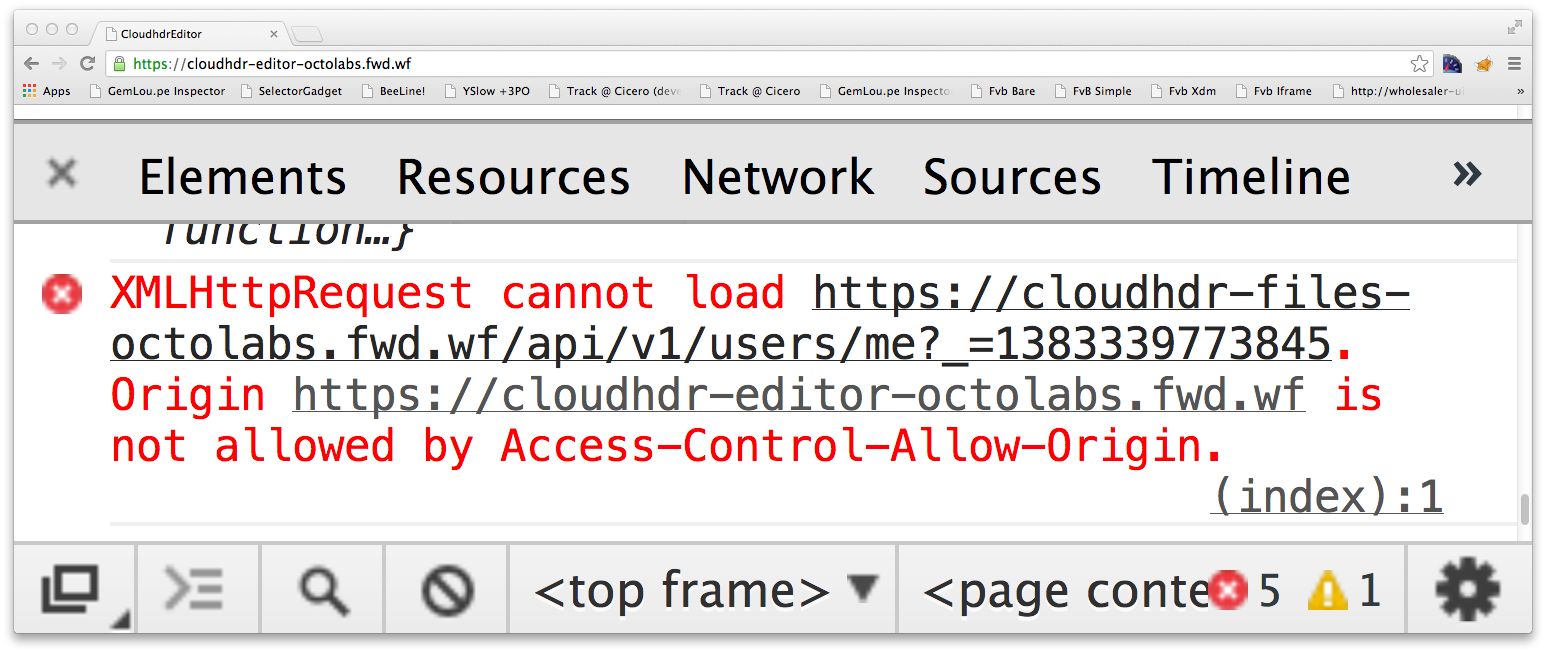 CloudhdrEditor
https://cloudhdr-editor-octolabs.fwd.wf
Apps GemLou.pe Inspector SelectorGadget BeeLine! YSlow +3PO Track @ Cicero (deve Track @ Cicero GemLou.pe Inspecto Fvb Bare FvB Simple Fvb Xdm Fvb Iframe http://wholesaler-ui »
Elements Resources Network Sources Timeline »
function…}
XMLHttpRequest cannot load https://cloudhdr-files-
octolabs.fwd.wf/api/v1/users/me?_=1383339773845.
Origin https://cloudhdr-editor-octolabs.fwd.wf is
not allowed by Access-Control-Allow-Origin.
(index):1
<top frame> <page conte 5 1